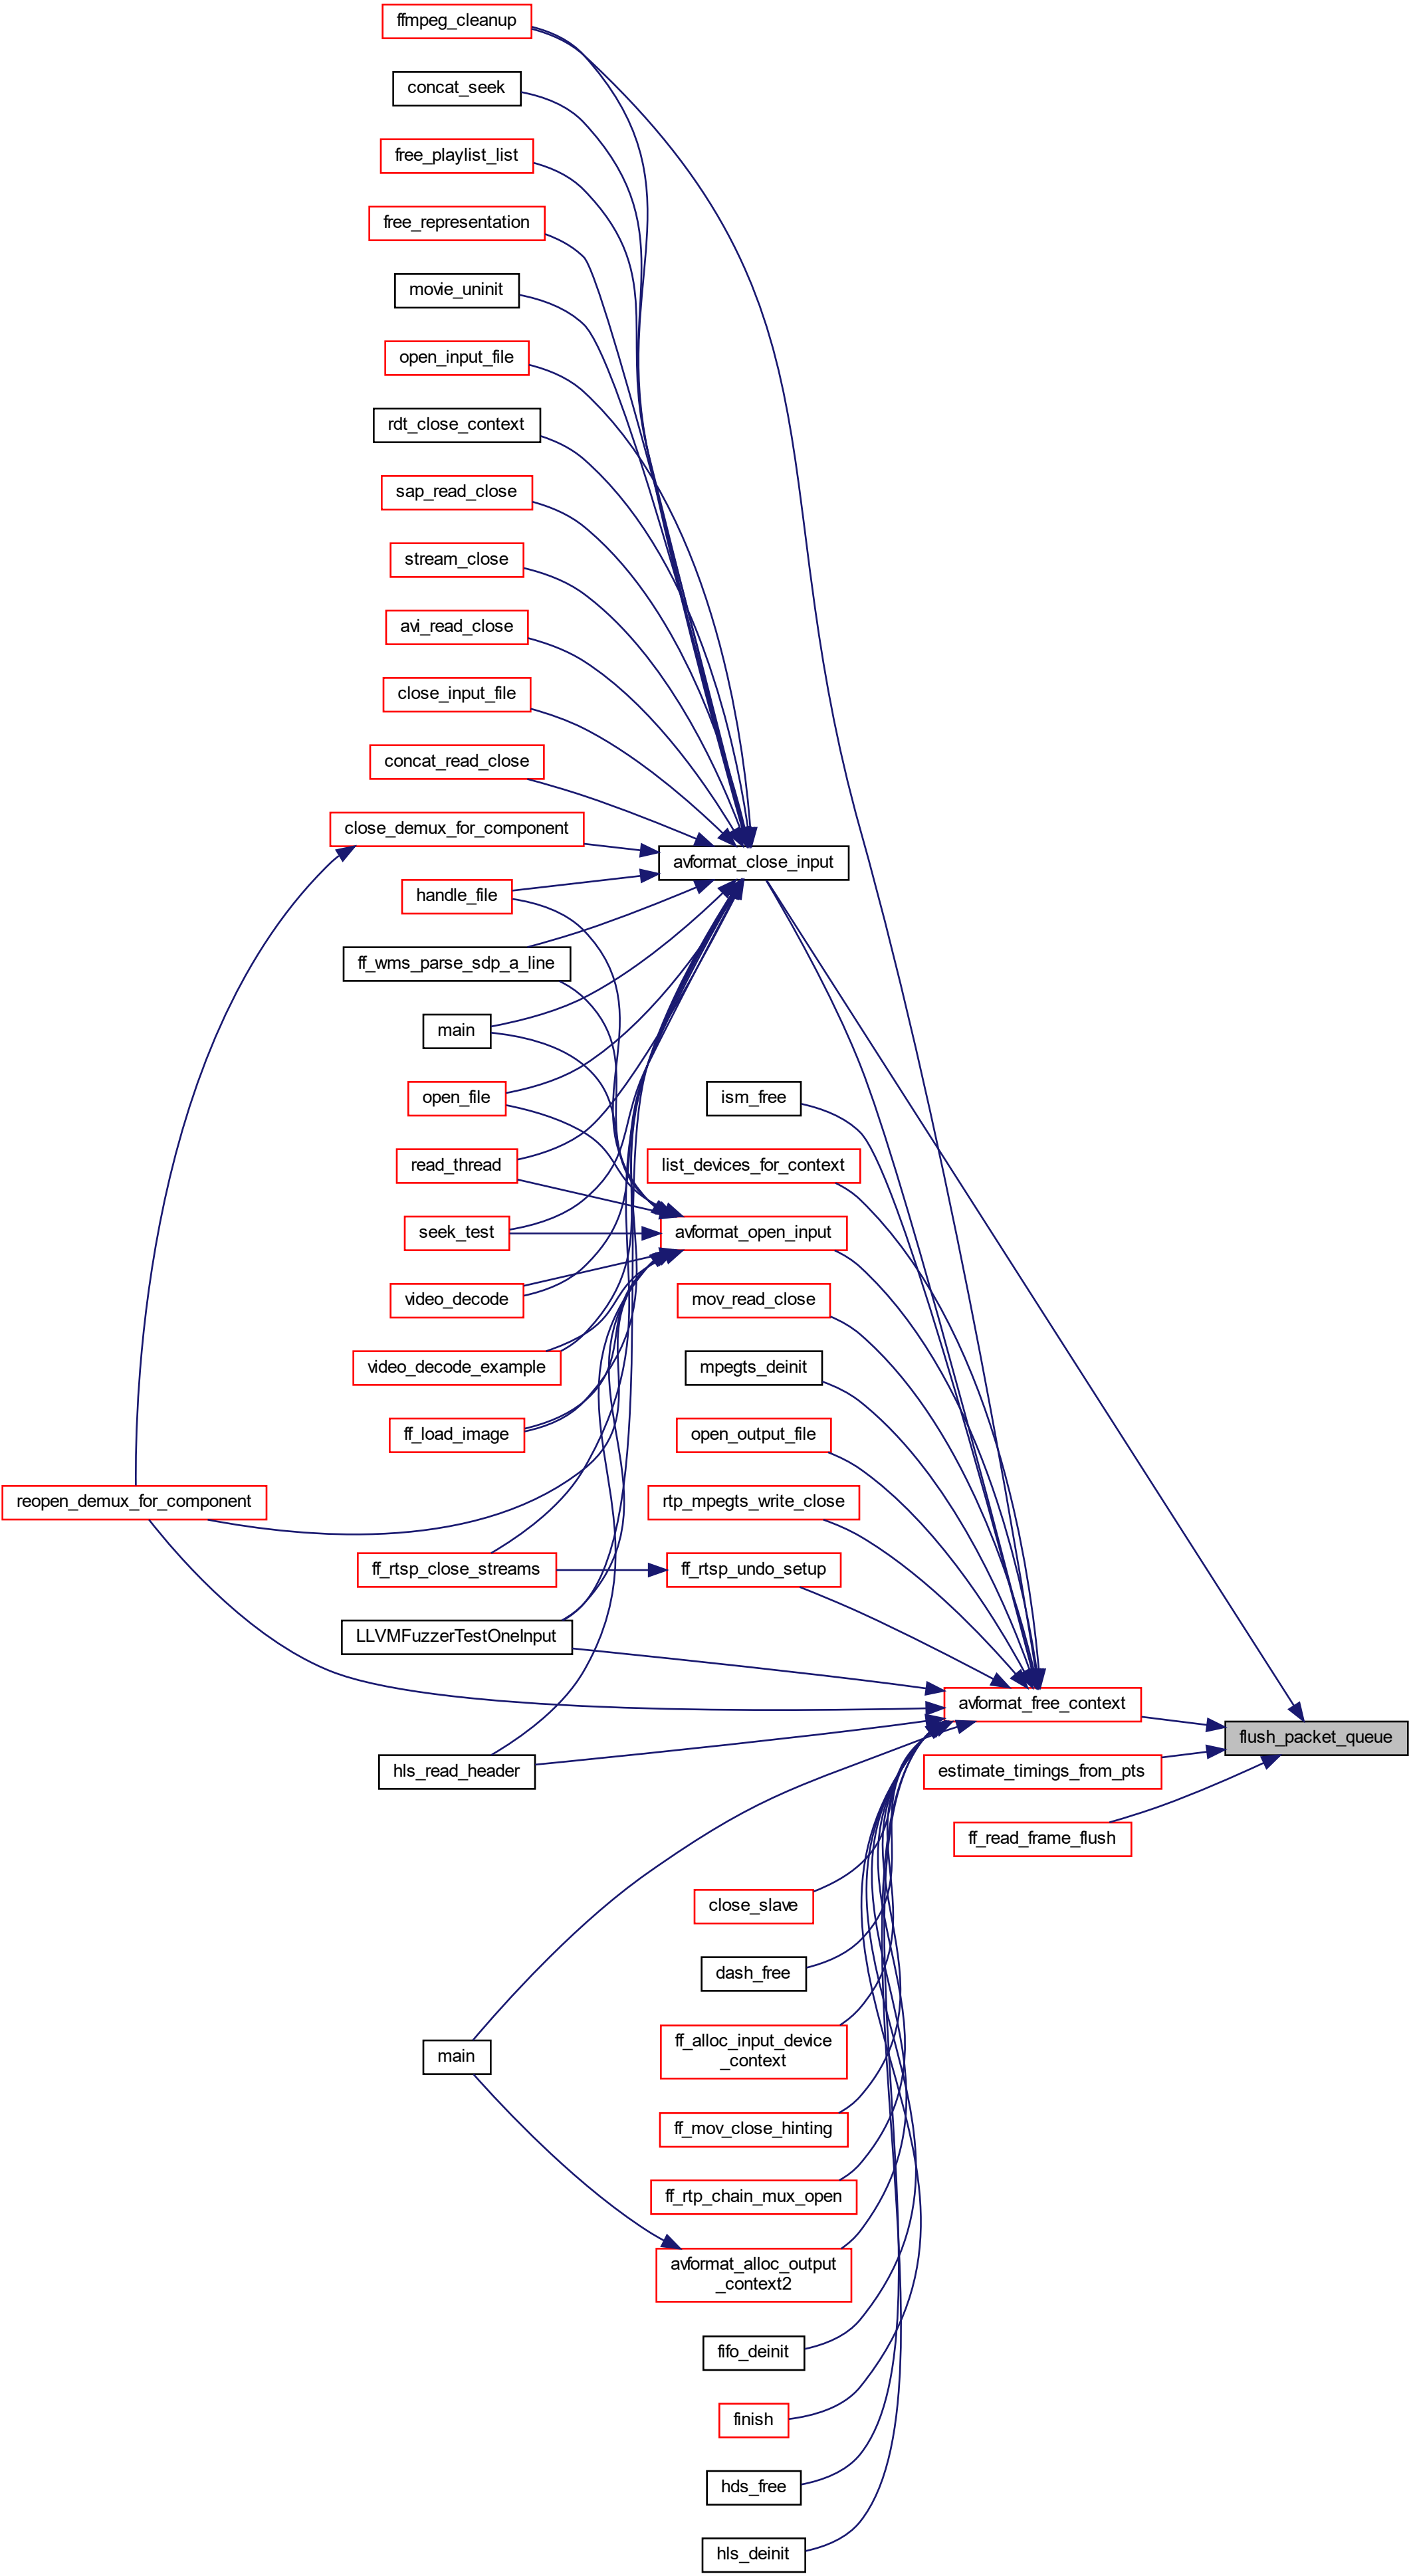 ffmpeg_cleanup
concat_seek
free_playlist_list
free_representation
movie_uninit
open_input_file
rdt_close_context
sap_read_close
stream_close
avi_read_close
close_input_file
concat_read_close
close_demux_for_component
avformat_close_input
handle_file
ff_wms_parse_sdp_a_line
main
open_file
ism_free
read_thread
list_devices_for_context
seek_test
avformat_open_input
video_decode
mov_read_close
video_decode_example
mpegts_deinit
ff_load_image
open_output_file
reopen_demux_for_component
rtp_mpegts_write_close
ff_rtsp_close_streams
ff_rtsp_undo_setup
LLVMFuzzerTestOneInput
avformat_free_context
flush_packet_queue
hls_read_header
estimate_timings_from_pts
ff_read_frame_flush
close_slave
dash_free
main
ff_alloc_input_device
_context
ff_mov_close_hinting
ff_rtp_chain_mux_open
avformat_alloc_output
_context2
fifo_deinit
finish
hds_free
hls_deinit